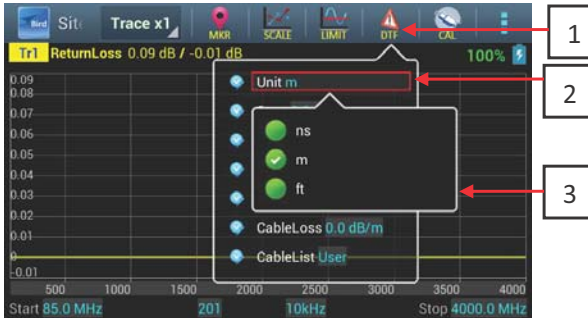 Bird Sit Trace x1 MKR SCALE LIMIT DTF CAL
1
Tr1 ReturnLoss 0.09 dB / -0.01 dB 100%
2
3
0.09
0.08
0.07
0.06
0.05
0.04
0.03
0.02
0.01
0
-0.01
Unit m
ns
m
ft
CableLoss 0.0 dB/m
CableList User
500 1000 1500 2000 2500 3000 3500 4000
Start 85.0 MHz 201 10kHz Stop 4000.0 MHz